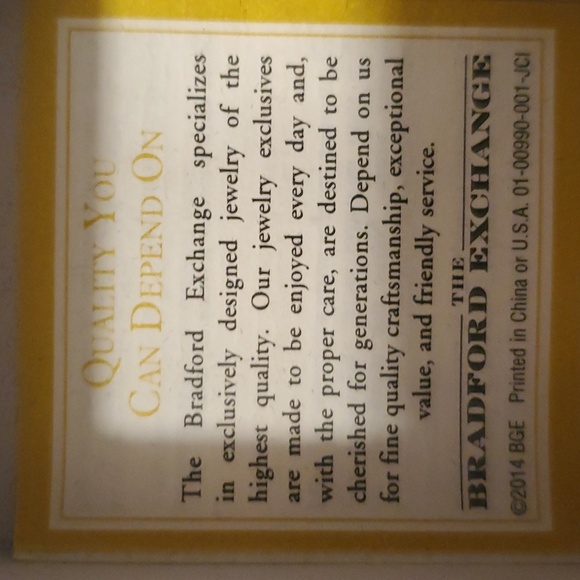 QUALITY YOU
CAN DEPEND ON
The Bradford Exchange specializes
in exclusively designed jewelry of the
highest quality. Our jewelry exclusives
are made to be enjoyed every day and,
with the proper care, are destined to be
cherished for generations. Depend on us
for fine quality craftsmanship, exceptional
value, and friendly service.
THE
BRADFORD EXCHANGE
©2014 BGE Printed in China or U.S.A. 01-00990-001-JCI